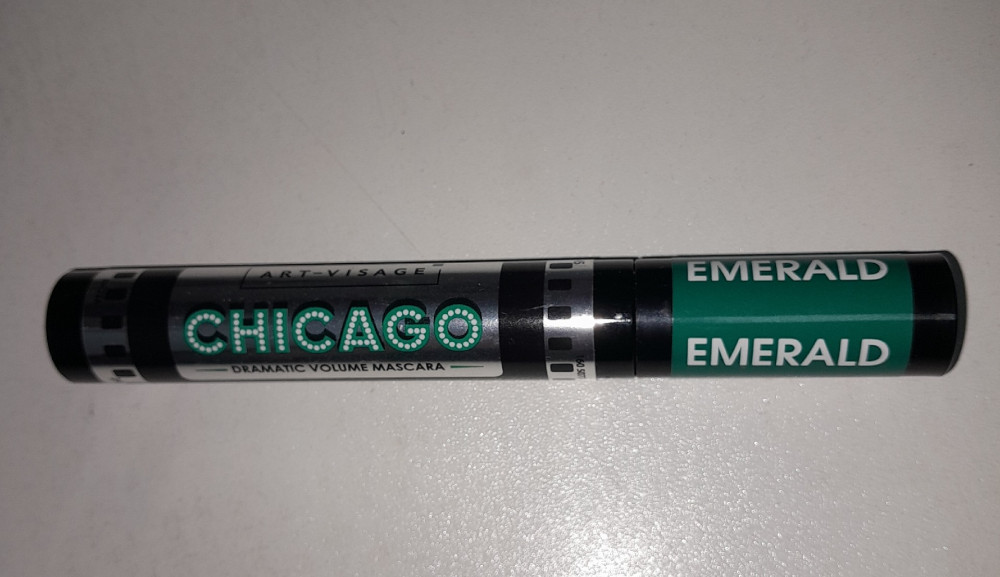 ART-VISAGE
CHICAGO
DRAMATIC VOLUME MASCARA
EMERALD
EMERALD